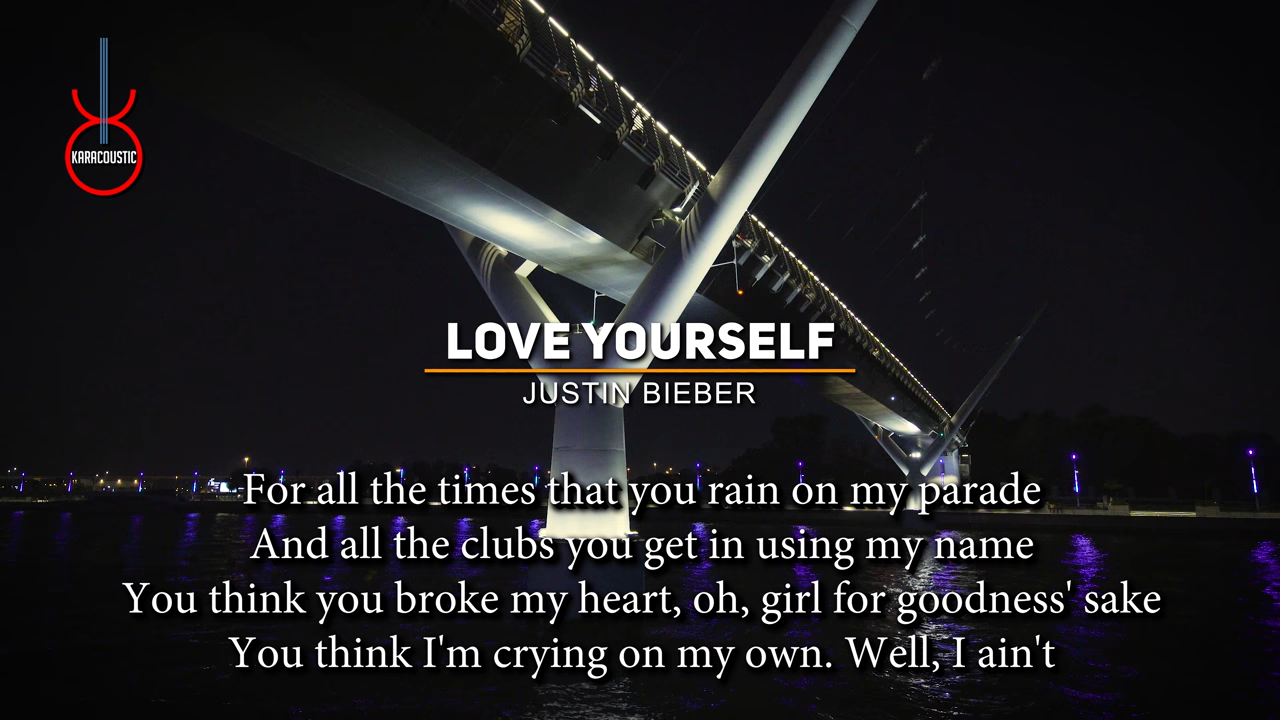 KARACOUSTIC
LOVE YOURSELF
JUSTIN BIEBER
For all the times that you rain on my parade
And all the clubs you get in using my name
You think you broke my heart, oh, girl for goodness' sake
You think I'm crying on my own. Well, I ain't